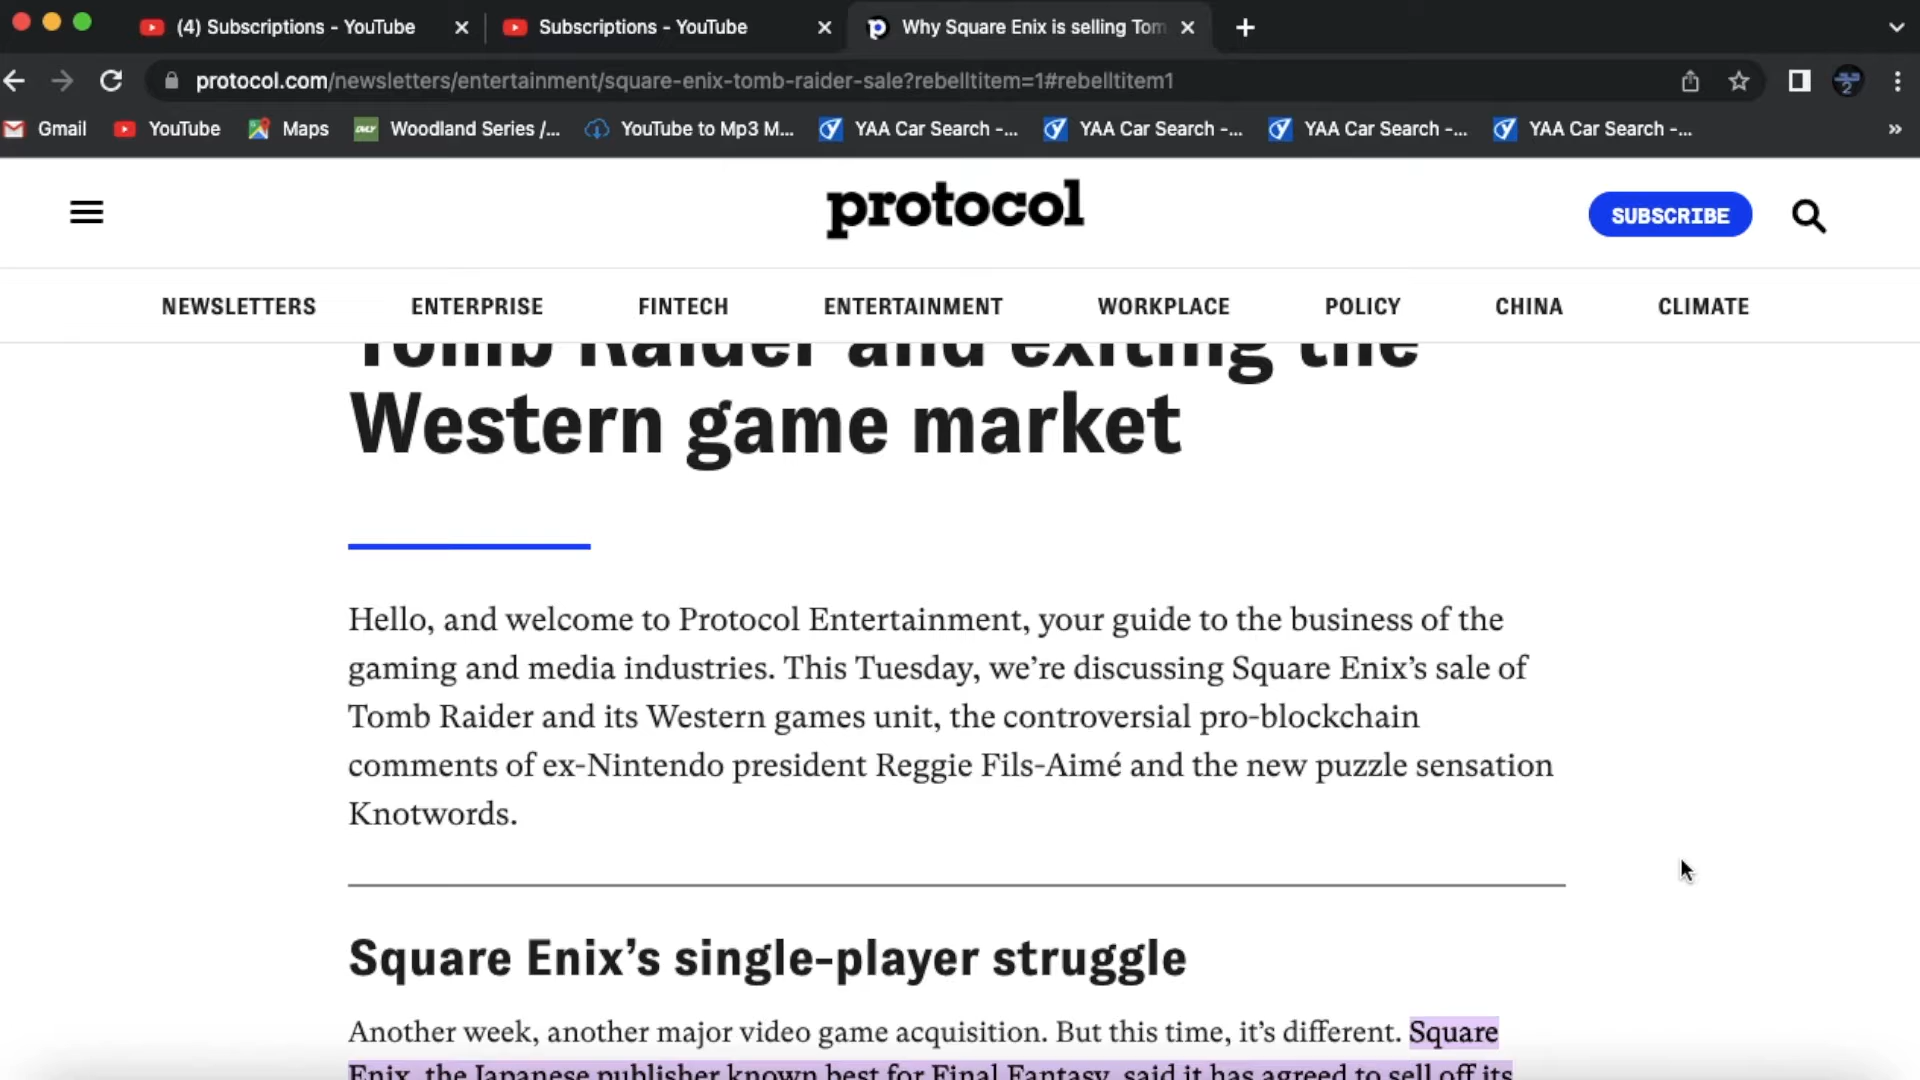 (4) Subscriptions - YouTube
Subscriptions - YouTube
Why Square Enix is selling Tom
protocol.com/newsletters/entertainment/square-enix-tomb-raider-sale?rebelltitem=1#rebelltitem1
Gmail
YouTube
Maps
Woodland Series /...
YouTube to Mp3 M...
YAA Car Search -...
YAA Car Search -...
YAA Car Search -...
YAA Car Search -...
protocol
SUBSCRIBE
NEWSLETTERS
ENTERPRISE
FINTECH
ENTERTAINMENT
WORKPLACE
POLICY
CHINA
CLIMATE
Tomb Raider and exiting the
Western game market
Hello, and welcome to Protocol Entertainment, your guide to the business of the
gaming and media industries. This Tuesday, we’re discussing Square Enix’s sale of
Tomb Raider and its Western games unit, the controversial pro-blockchain
comments of ex-Nintendo president Reggie Fils-Aimé and the new puzzle sensation
Knotwords.
Square Enix’s single-player struggle
Another week, another major video game acquisition. But this time, it’s different. Square
Enix, the Japanese publisher known best for Final Fantasy, said it has agreed to sell off its